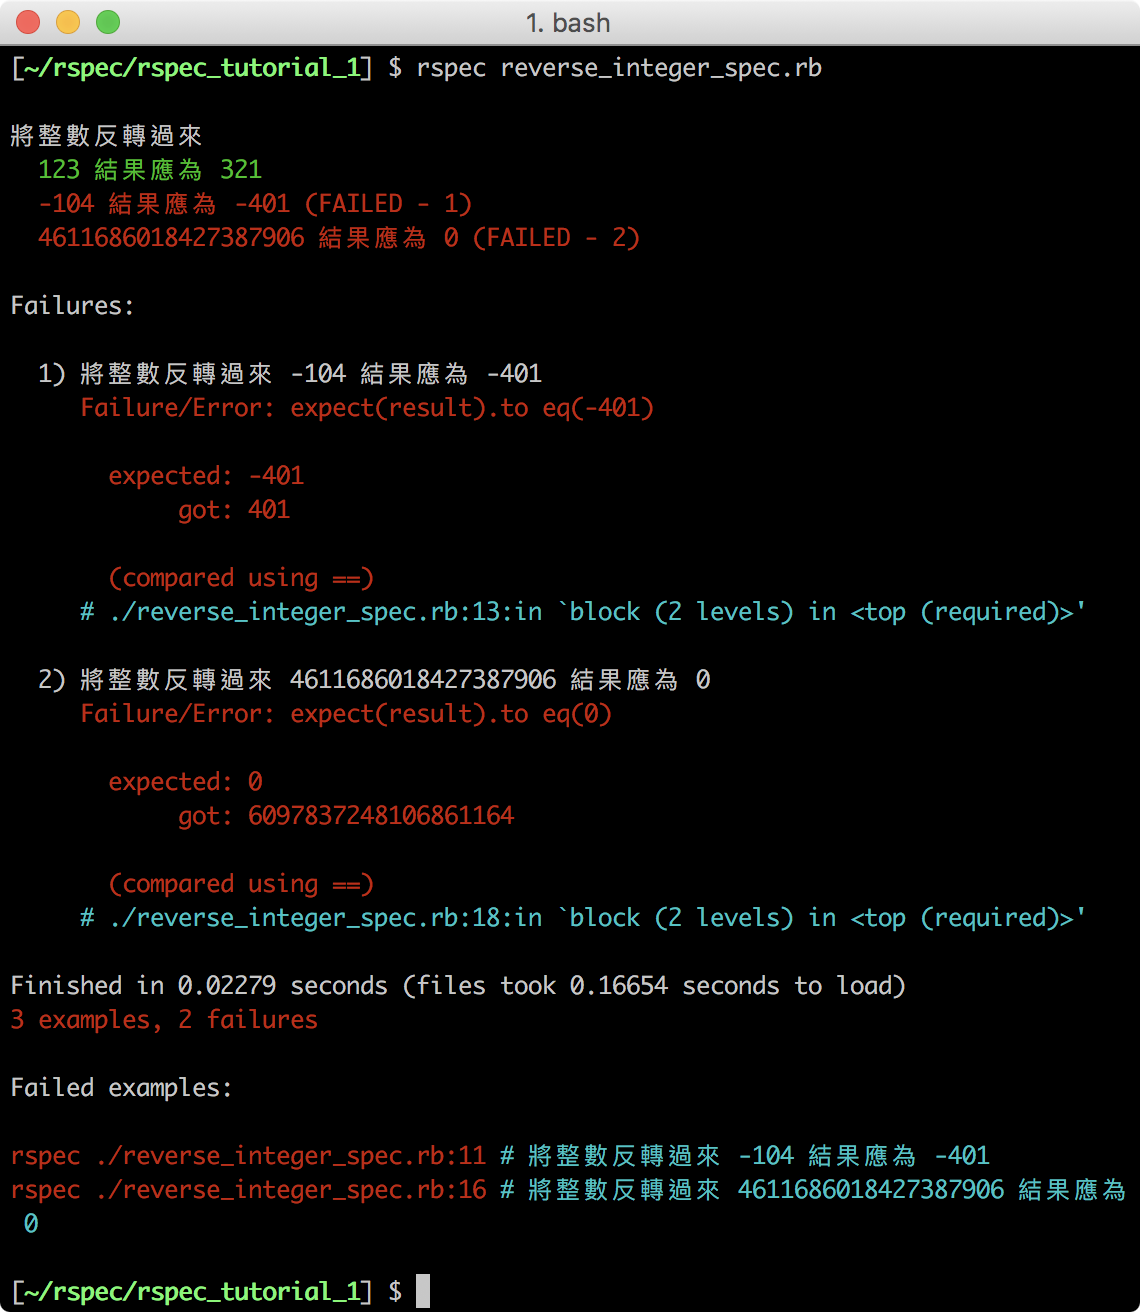 1. bash
[~/rspec/rspec_tutorial_1] $ rspec reverse_integer_spec.rb
將整數反轉過來
123 結果應為 321
-104 結果應為 -401 (FAILED - 1)
4611686018427387906 結果應為 0 (FAILED - 2)
Failures:
1) 將整數反轉過來 -104 結果應為 -401
Failure/Error: expect(result).to eq(-401)
expected: -401
got: 401
(compared using ==)
# ./reverse_integer_spec.rb:13:in `block (2 levels) in <top (required)>'
2) 將整數反轉過來 4611686018427387906 結果應為 0
Failure/Error: expect(result).to eq(0)
expected: 0
got: 6097837248106861164
(compared using ==)
# ./reverse_integer_spec.rb:18:in `block (2 levels) in <top (required)>'
Finished in 0.02279 seconds (files took 0.16654 seconds to load)
3 examples, 2 failures
Failed examples:
rspec ./reverse_integer_spec.rb:11 # 將整數反轉過來 -104 結果應為 -401
rspec ./reverse_integer_spec.rb:16 # 將整數反轉過來 4611686018427387906 結果應為
0
[~/rspec/rspec_tutorial_1] $